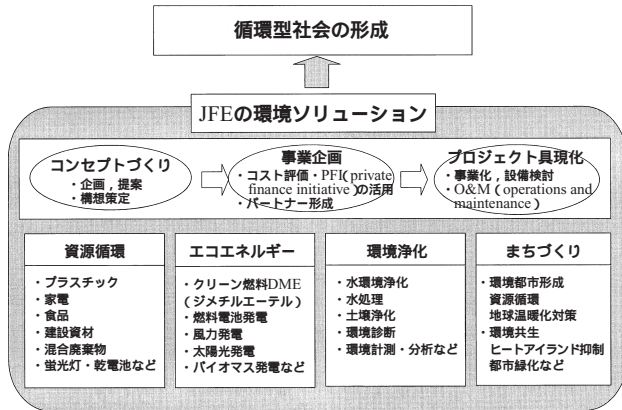 循環型社会の形成
JFEの環境ソリューション
コンセプトづくり
・企画，提案
・構想策定
事業企画
・コスト評価・PFI(private
finance initiative)の活用
・パートナー形成
プロジェクト具現化
・事業化，設備検討
・O&M（operations and
maintenance）
資源循環
・プラスチック
・家電
・食品
・建設資材
・混合廃棄物
・蛍光灯・乾電池など
エコエネルギー
・クリーン燃料DME
（ジメチルエーテル）
・燃料電池発電
・風力発電
・太陽光発電
・バイオマス発電など
環境浄化
・水環境浄化
・水処理
・土壌浄化
・環境診断
・環境計測・分析など
まちづくり
・環境都市形成
資源循環
地球温暖化対策
・環境共生
ヒートアイランド抑制
都市緑化など